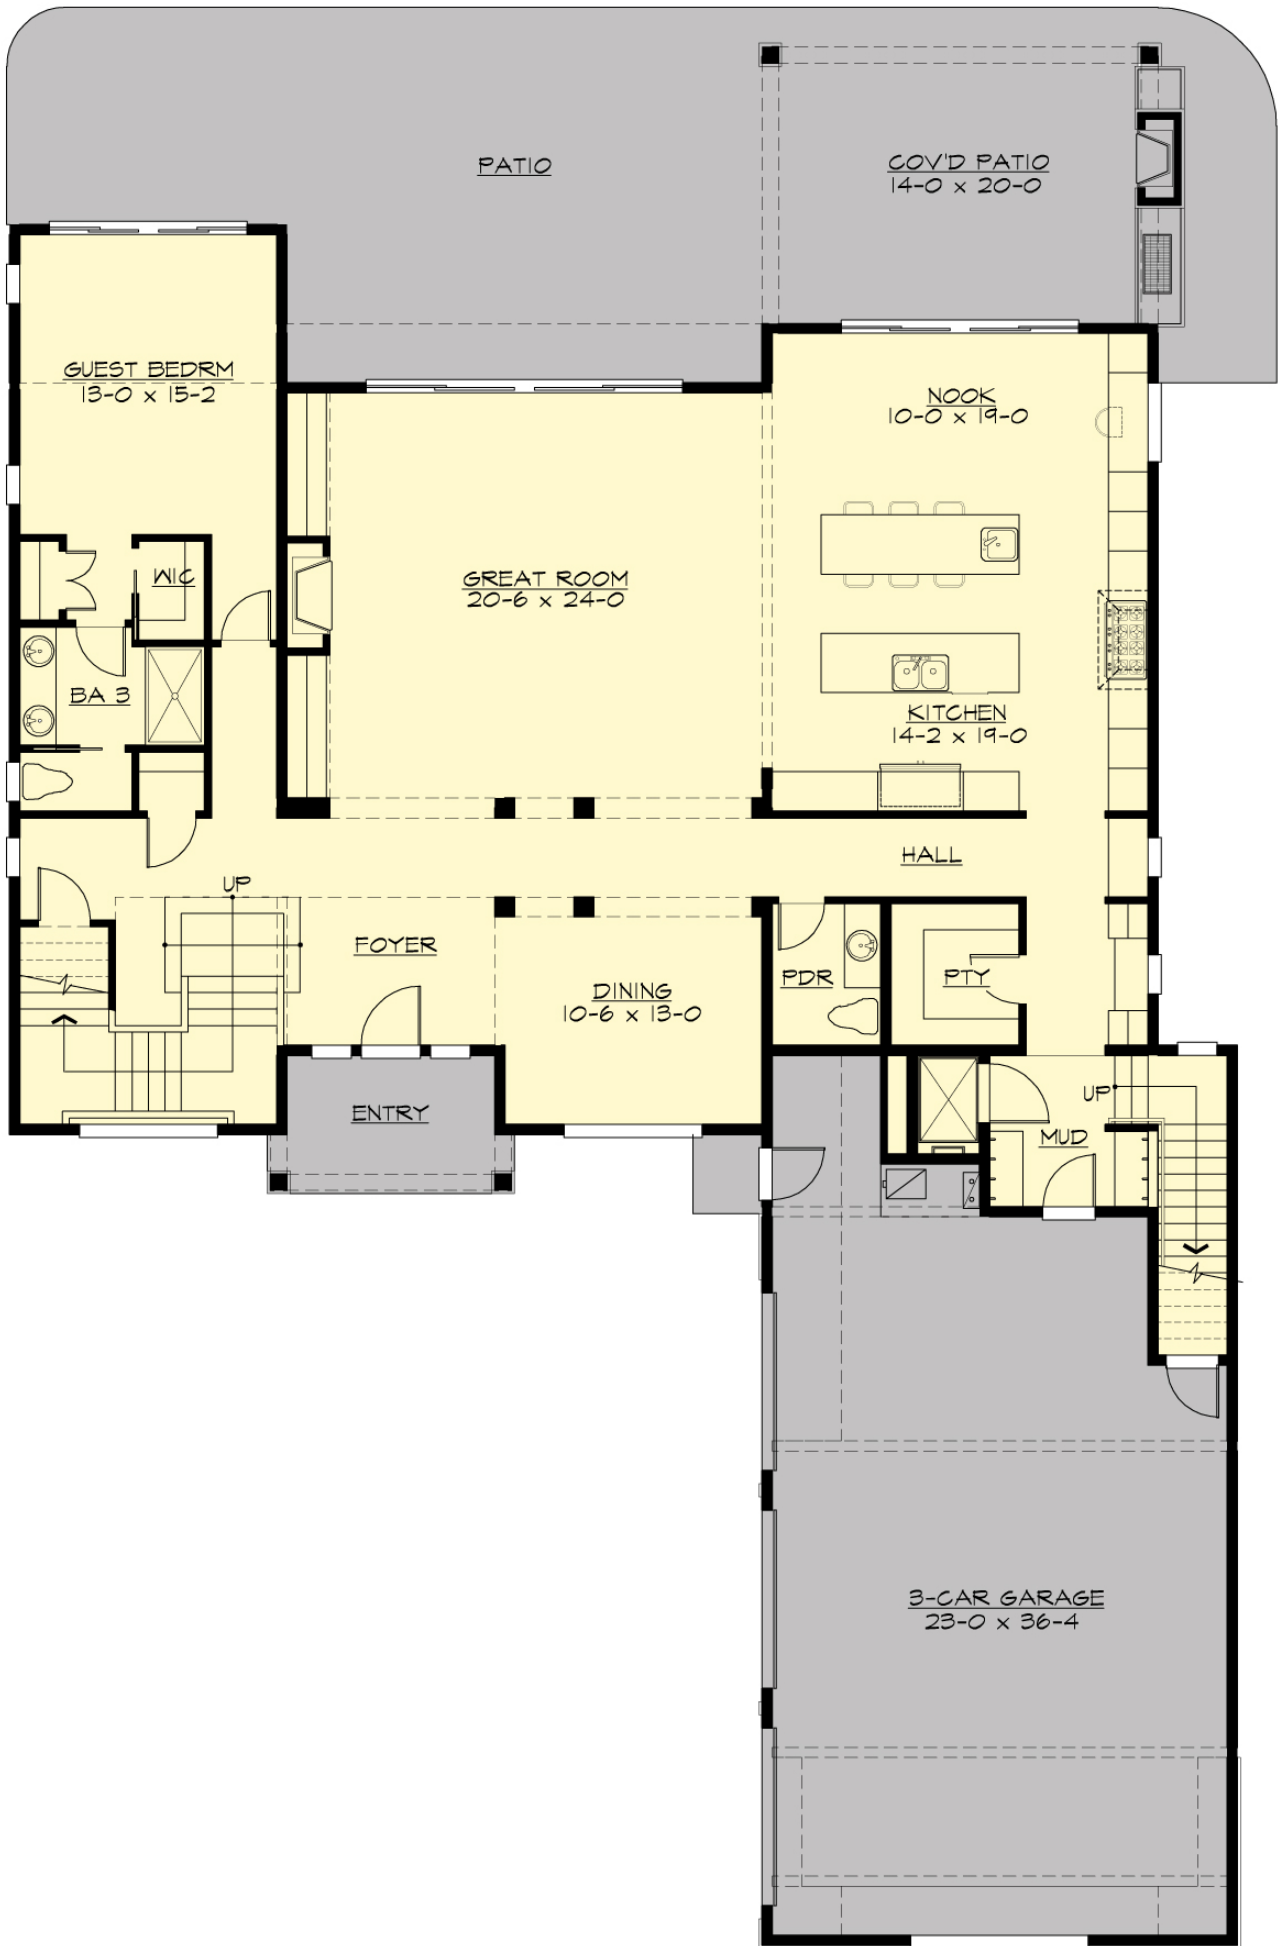 PATIO
COV'D PATIO
14-0 x 20-0
GUEST BEDRM
13-0 x 15-2
NOOK
10-0 x 19-0
WIC
GREAT ROOM
20-6 x 24-0
BA 3
KITCHEN
14-2 x 19-0
HALL
UP
FOYER
PDR
PTY
DINING
10-6 x 13-0
UP
ENTRY
MUD
3-CAR GARAGE
23-0 x 36-4